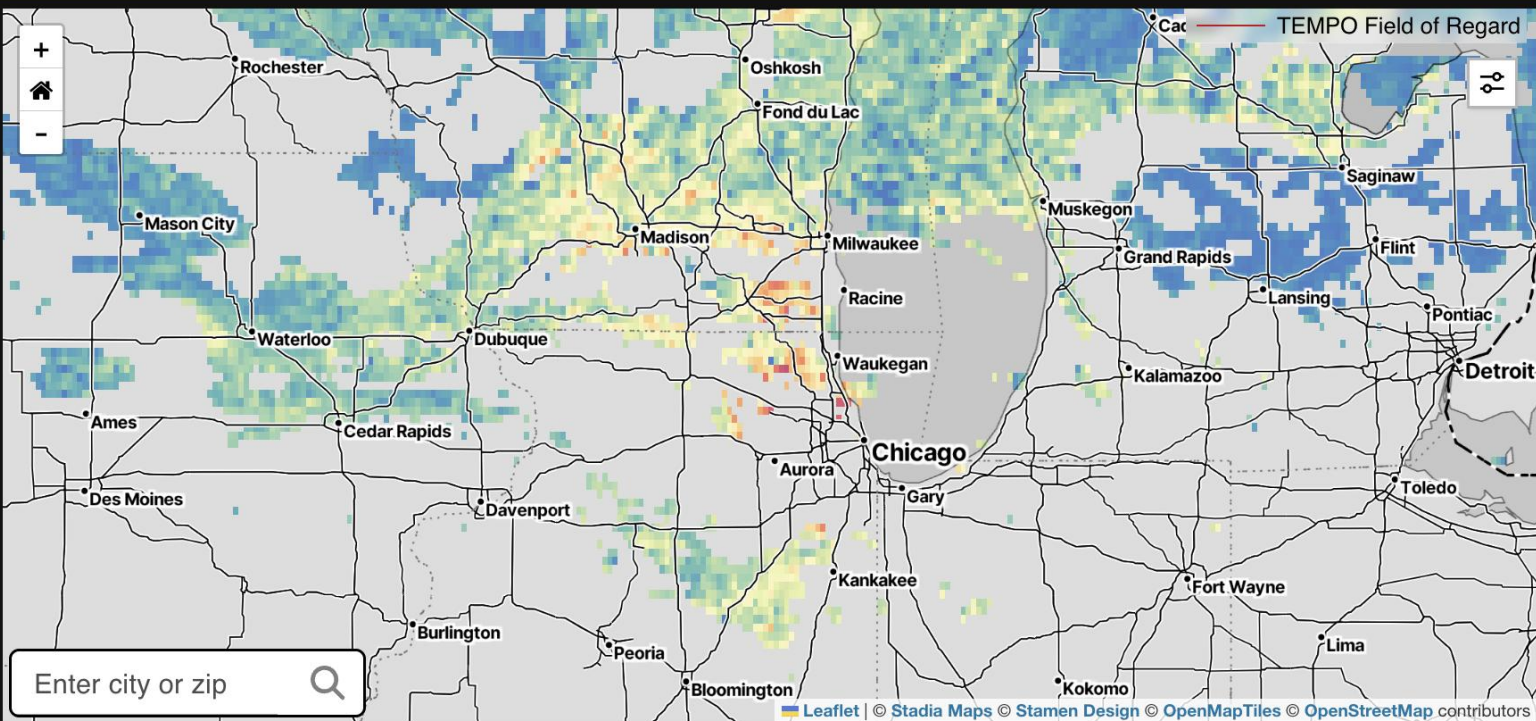 Cad
TEMPO Field of Regard
+
Rochester
Oshkosh
Fond du Lac
−
Saginaw
Mason City
Muskegon
Madison
Milwaukee
Flint
Grand Rapids
Racine
Lansing
Pontiac
Waterloo
Dubuque
Waukegan
Kalamazoo
Detroit
Ames
Cedar Rapids
Chicago
Aurora
Des Moines
Gary
Toledo
Davenport
Kankakee
Fort Wayne
Burlington
Peoria
Lima
Enter city or zip
Bloomington
Kokomo
Leaflet | © Stadia Maps © Stamen Design © OpenMapTiles © OpenStreetMap contributors